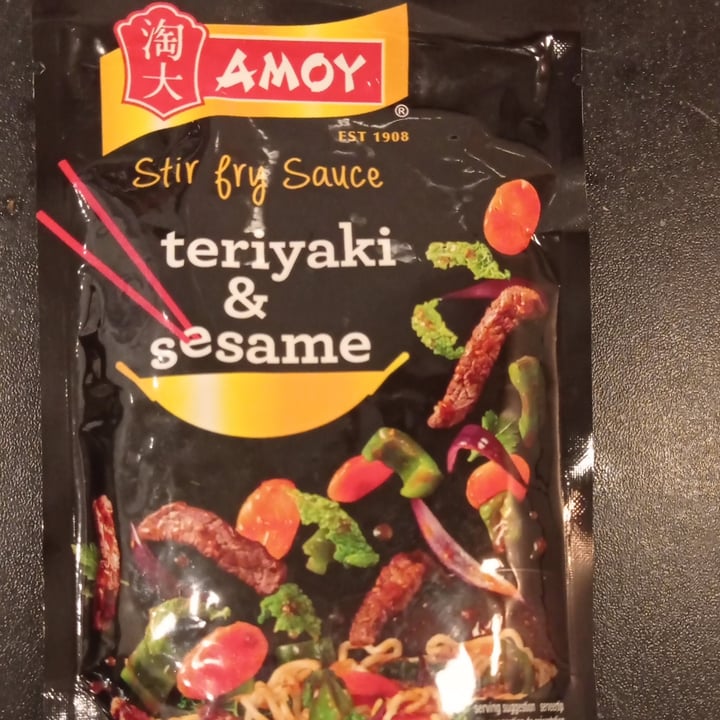 淘大
AMOY
®
EST 1908
Stir fry Sauce
teriyaki
&
sesame
serving suggestion